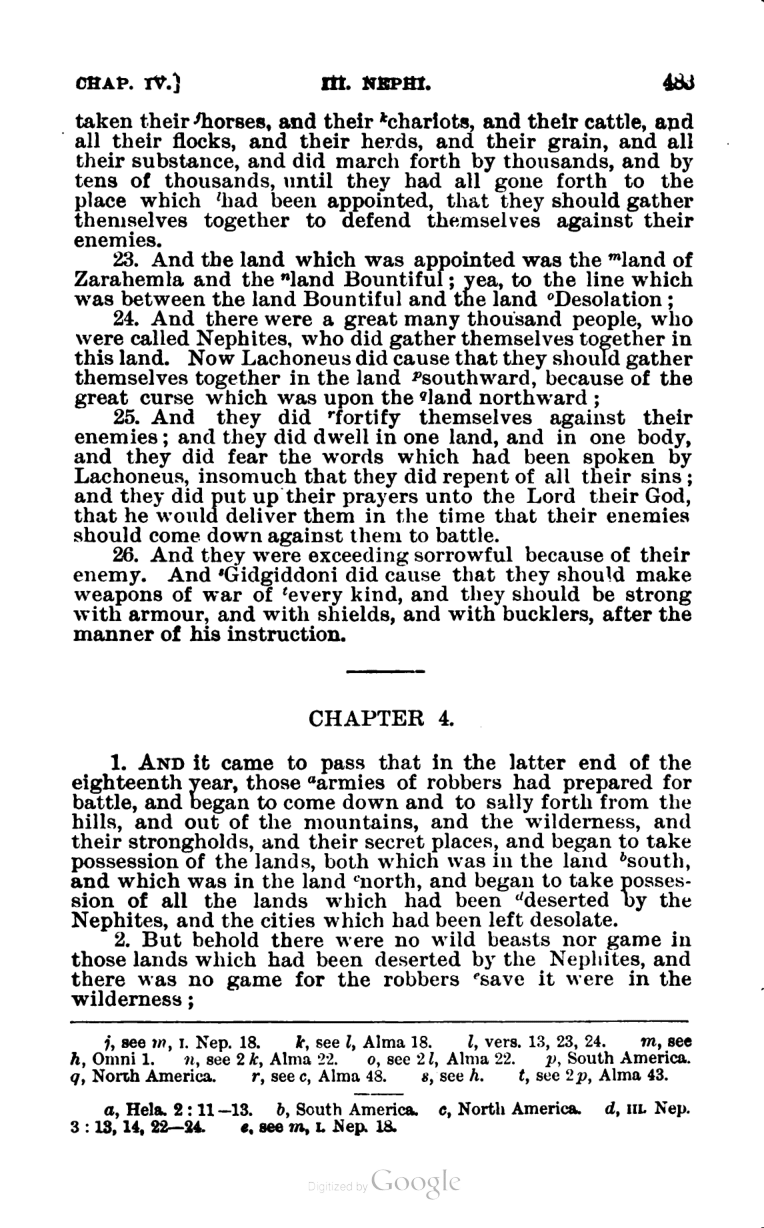 CHAP. IV.] III. NEPHI. 483
taken their jhorses, and their kchariots, and their cattle, and
all their flocks, and their herds, and their grain, and all
their substance, and did march forth by thousands, and by
tens of thousands, until they had all gone forth to the
place which lhad been appointed, that they should gather
themselves together to defend themselves against their
enemies.
23. And the land which was appointed was the mland of
Zarahemla and the nland Bountiful; yea, to the line which
was between the land Bountiful and the land oDesolation;
24. And there were a great many thousand people, who
were called Nephites, who did gather themselves together in
this land. Now Lachoneus did cause that they should gather
themselves together in the land psouthward, because of the
great curse which was upon the qland northward;
25. And they did rfortify themselves against their
enemies; and they did dwell in one land, and in one body,
and they did fear the words which had been spoken by
Lachoneus, insomuch that they did repent of all their sins;
and they did put up their prayers unto the Lord their God,
that he would deliver them in the time that their enemies
should come down against them to battle.
26. And they were exceeding sorrowful because of their
enemy. And sGidgiddoni did cause that they should make
weapons of war of tevery kind, and they should be strong
with armour, and with shields, and with bucklers, after the
manner of his instruction.
CHAPTER 4.
1. AND it came to pass that in the latter end of the
eighteenth year, those aarmies of robbers had prepared for
battle, and began to come down and to sally forth from the
hills, and out of the mountains, and the wilderness, and
their strongholds, and their secret places, and began to take
possession of the lands, both which was in the land bsouth,
and which was in the land cnorth, and began to take posses-
sion of all the lands which had been ddeserted by the
Nephites, and the cities which had been left desolate.
2. But behold there were no wild beasts nor game in
those lands which had been deserted by the Nephites, and
there was no game for the robbers esave it were in the
wilderness;
j, see m, I. Nep. 18. k, see l, Alma 18. l, vers. 13, 23, 24. m, see
h, Omni 1. n, see 2 k, Alma 22. o, see 2 l, Alma 22. p, South America.
q, North America. r, see c, Alma 48. s, see h. t, see 2 p, Alma 43.
a, Hela. 2 : 11—13. b, South America. c, North America. d, III. Nep.
3 : 13, 14, 22—24. e, see m, I. Nep. 18.
Digitized by Google